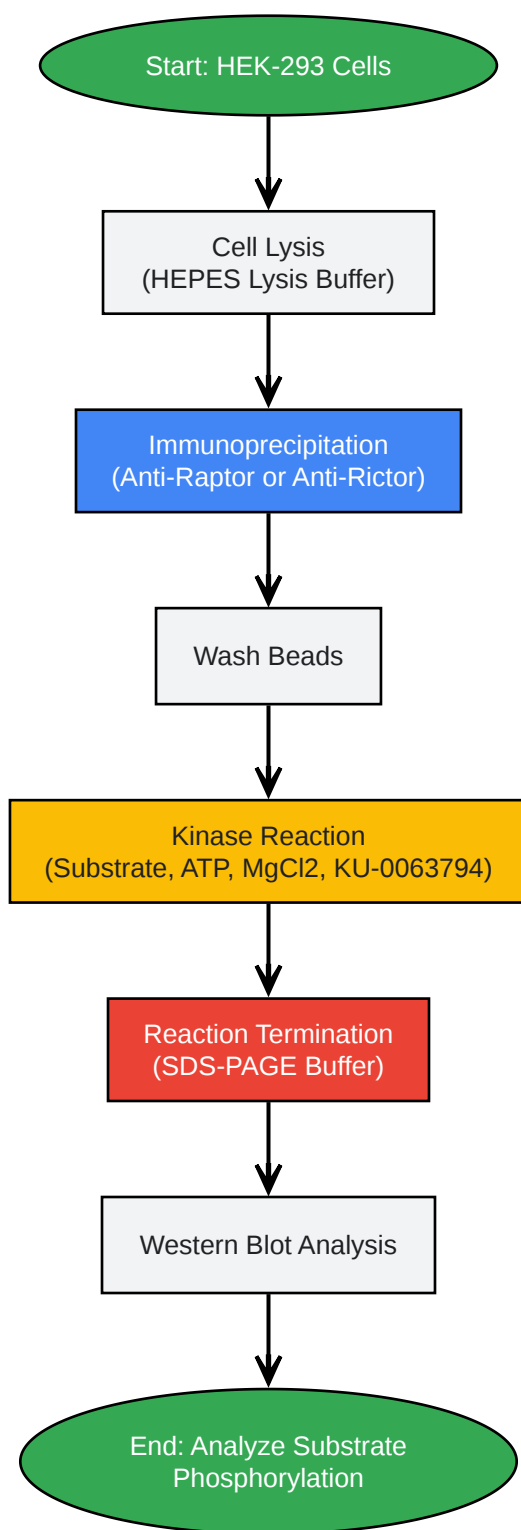 Start: HEK-293 Cells
Cell Lysis
(HEPES Lysis Buffer)
Immunoprecipitation
(Anti-Raptor or Anti-Rictor)
Wash Beads
Kinase Reaction
(Substrate, ATP, MgCl2, KU-0063794)
Reaction Termination
(SDS-PAGE Buffer)
Western Blot Analysis
End: Analyze Substrate
Phosphorylation